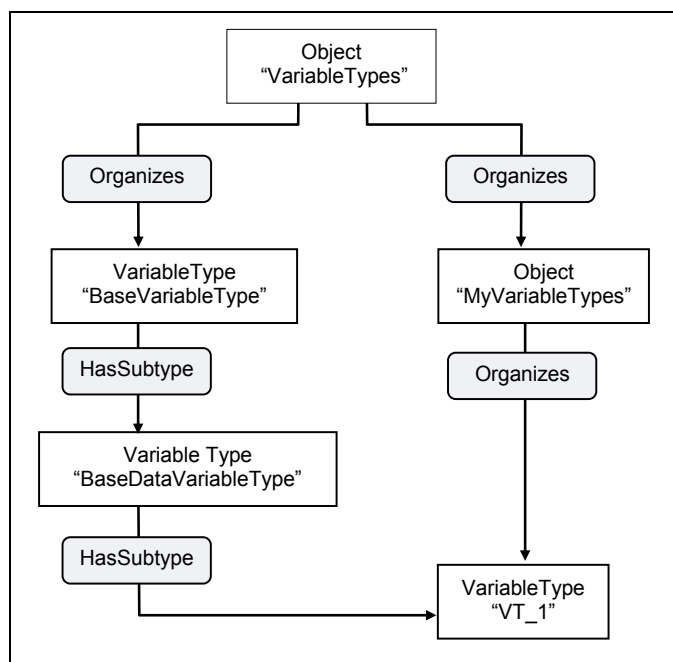 Object
“VariableTypes”
Organizes
Organizes
VariableType
“BaseVariableType”
Object
“MyVariableTypes”
HasSubtype
Organizes
Variable Type
“BaseDataVariableType”
HasSubtype
VariableType
“VT_1”